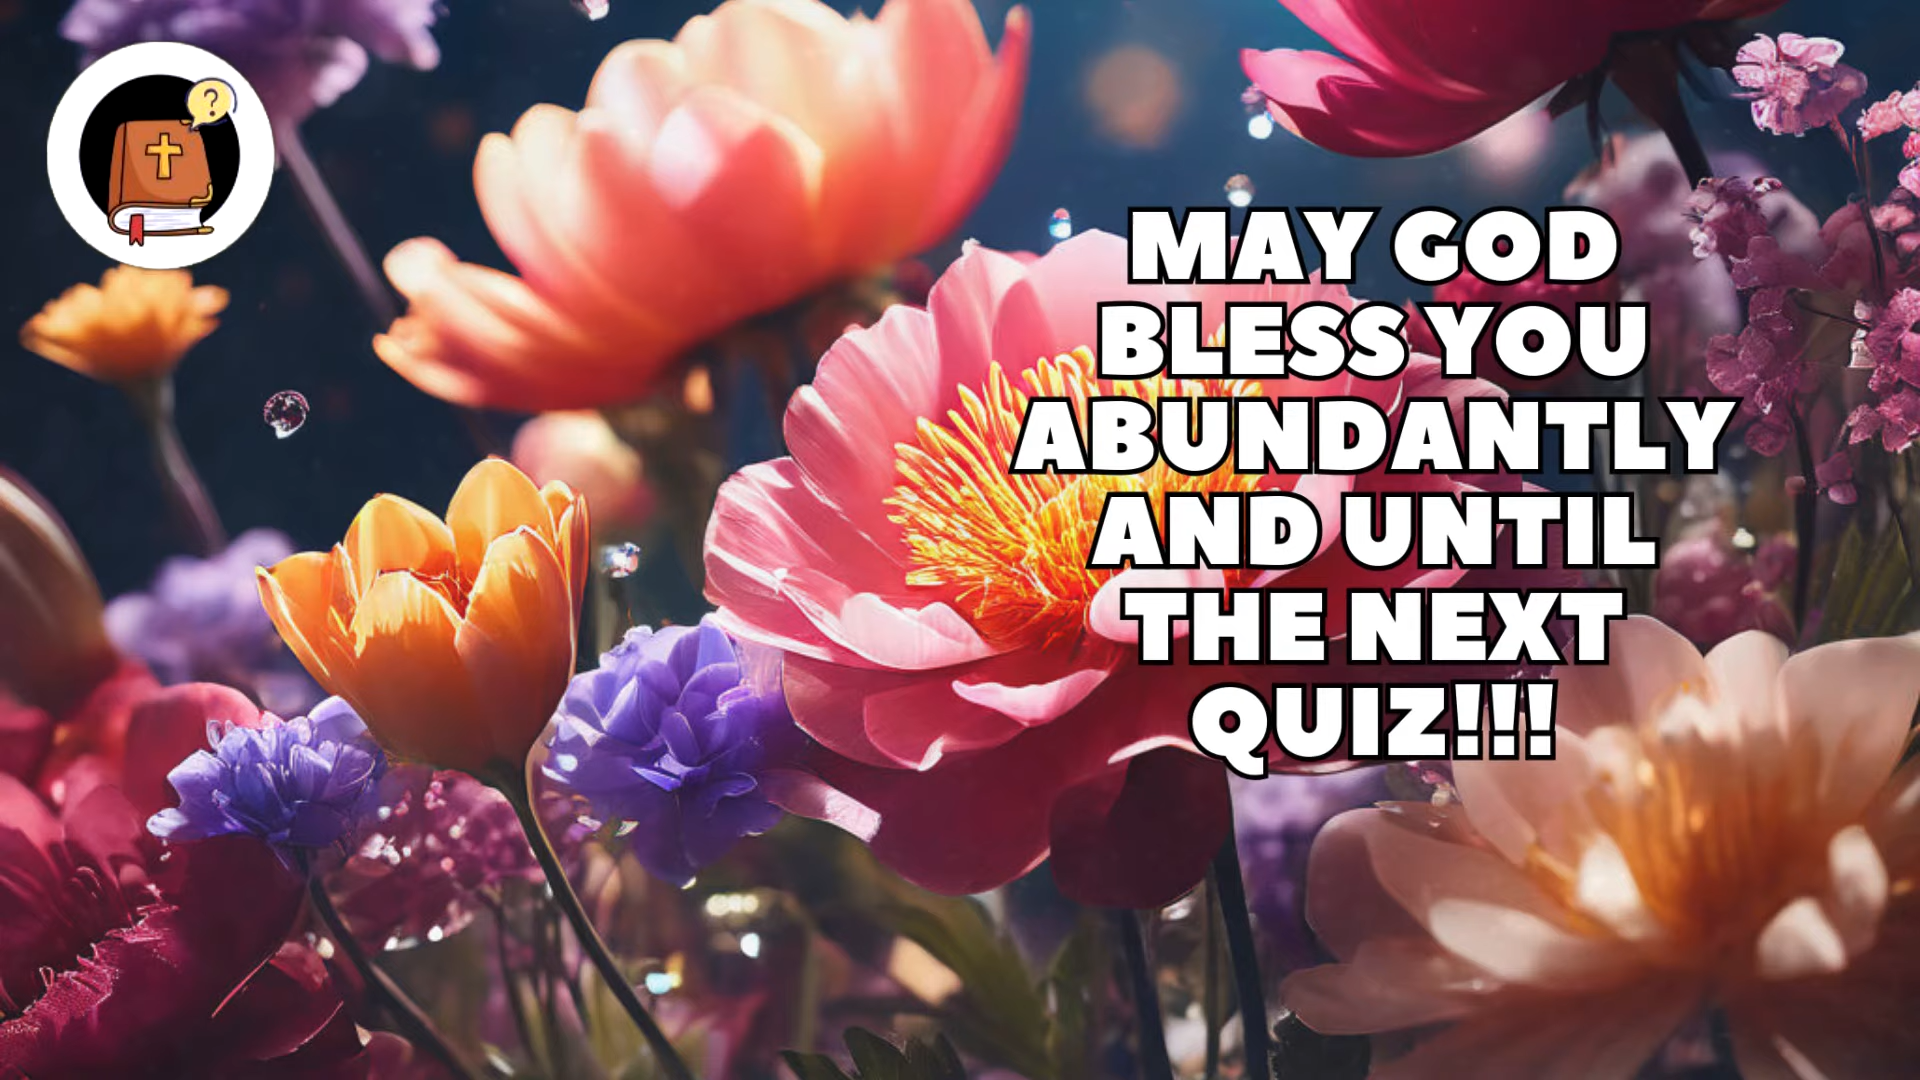 ?
MAY GOD
BLESS YOU
ABUNDANTLY
AND UNTIL
THE NEXT
QUIZ!!!